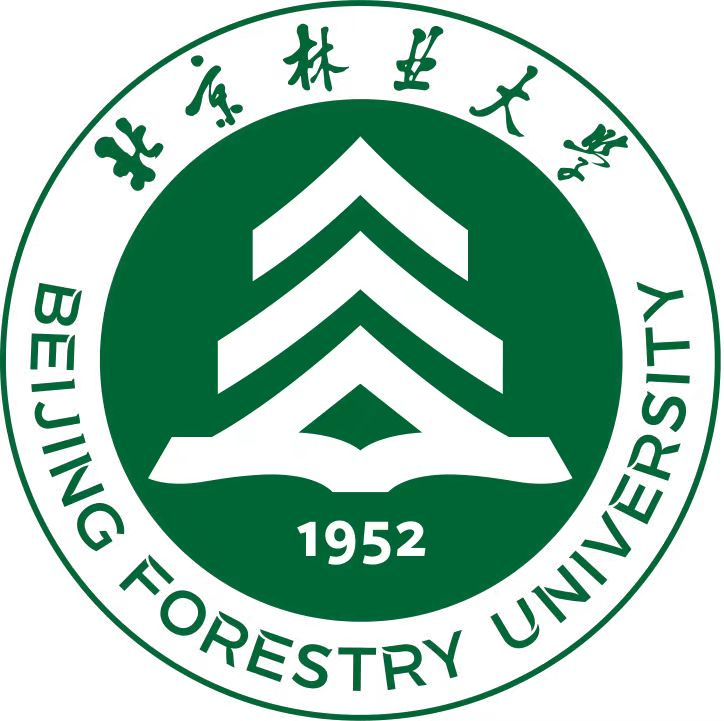 北京林业大学
1952
BEIJING FORESTRY UNIVERSITY